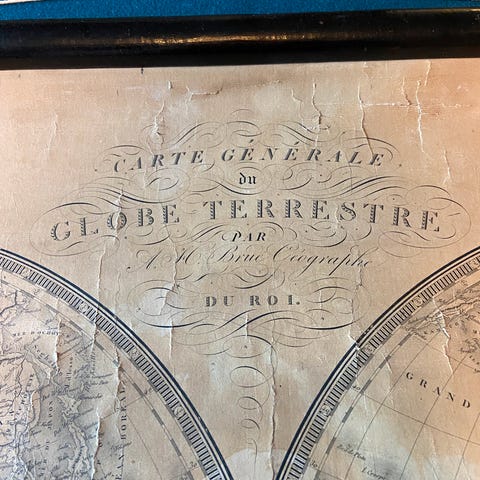 CARTE GÉNÉRALE
du
GLOBE TERRESTRE
PAR
A. H. Brué Géographe
DU ROI.
GRAND